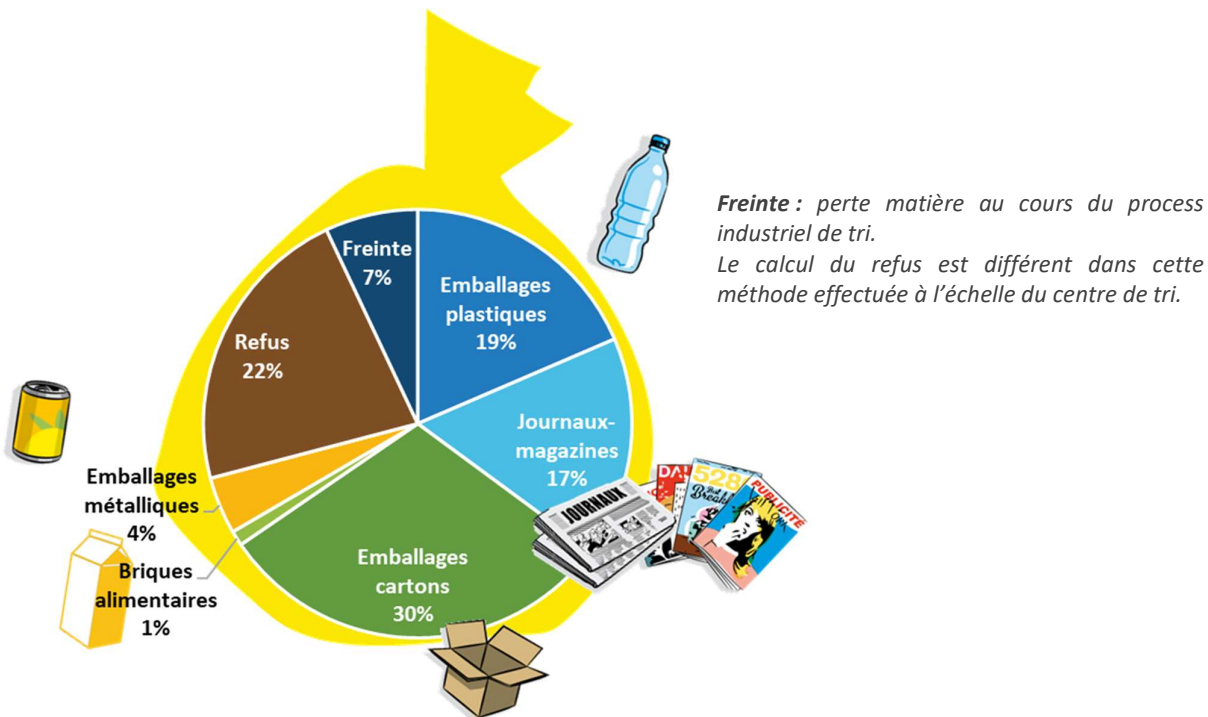 Freinte : perte matière au cours du process
industriel de tri.
Le calcul du refus est différent dans cette
méthode effectuée à l'échelle du centre de tri.
Freinte
7%
Emballages
plastiques
19%
Refus
22%
Journaux-
magazines
17%
Emballages
métalliques
4%
Briques
alimentaires
1%
Emballages
cartons
30%
JOURNAUX
528
PUBLICITÉ